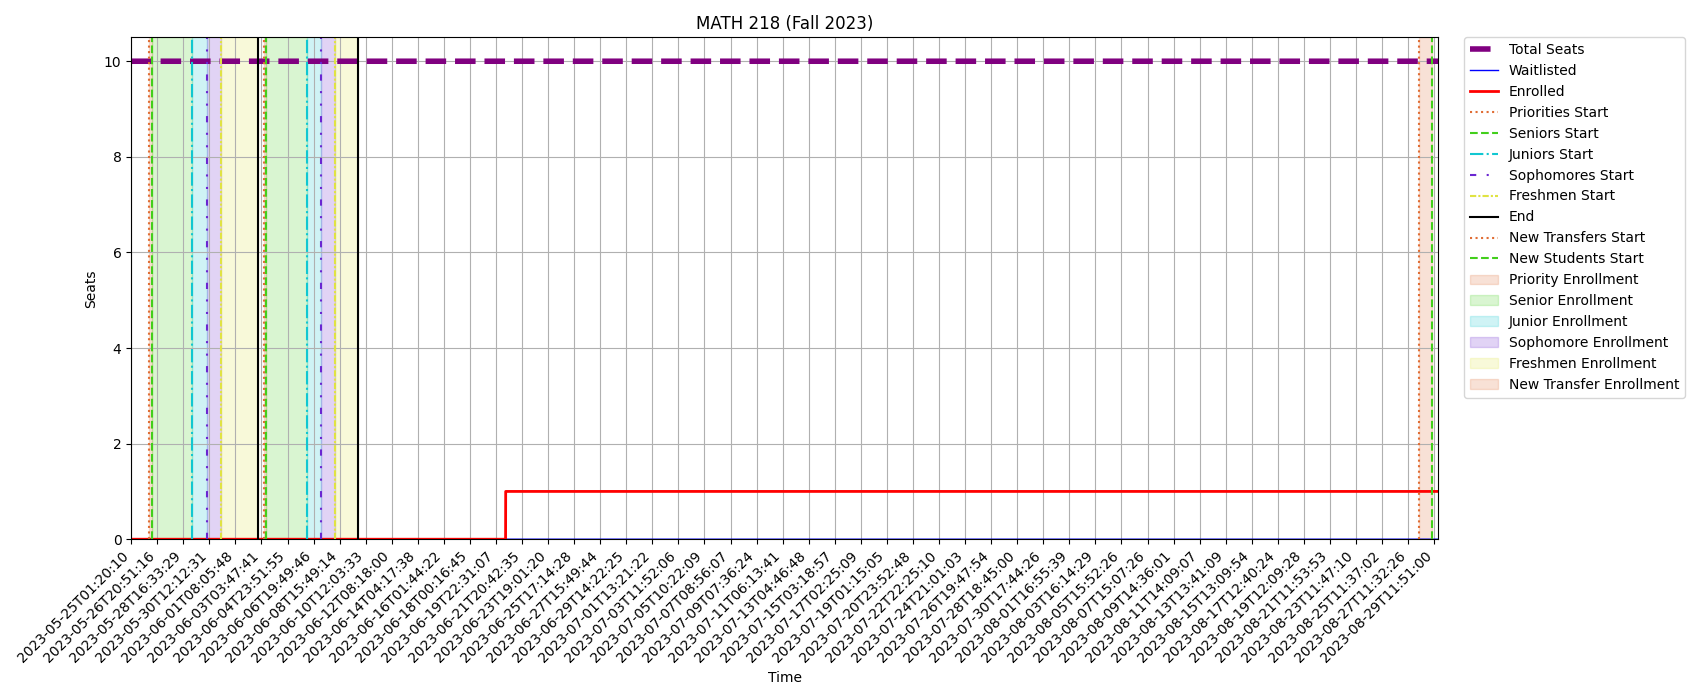 MATH 218 (Fall 2023)
10
8
6
4
2
0
Seats
2023-05-25T01:20:10
2023-05-26T20:51:16
2023-05-28T16:33:29
2023-05-30T12:12:31
2023-06-01T08:05:48
2023-06-03T03:47:41
2023-06-04T23:51:55
2023-06-06T19:49:46
2023-06-08T15:49:14
2023-06-10T12:03:33
2023-06-12T08:18:00
2023-06-14T04:17:38
2023-06-16T01:44:22
2023-06-18T00:16:45
2023-06-19T22:31:07
2023-06-21T20:42:35
2023-06-23T19:01:20
2023-06-25T17:14:28
2023-06-27T15:49:44
2023-06-29T14:22:25
2023-07-01T13:21:22
2023-07-03T11:52:06
2023-07-05T10:22:09
2023-07-07T08:56:07
2023-07-09T07:36:24
2023-07-11T06:13:41
2023-07-13T04:46:48
2023-07-15T03:18:57
2023-07-17T02:25:09
2023-07-19T01:15:05
2023-07-20T23:52:48
2023-07-22T22:25:10
2023-07-24T21:01:03
2023-07-26T19:47:54
2023-07-28T18:45:00
2023-07-30T17:44:26
2023-08-01T16:55:39
2023-08-03T16:14:29
2023-08-05T15:52:26
2023-08-07T15:07:26
2023-08-09T14:36:01
2023-08-11T14:09:07
2023-08-13T13:41:09
2023-08-15T13:09:54
2023-08-17T12:40:24
2023-08-19T12:09:28
2023-08-21T11:53:53
2023-08-23T11:47:10
2023-08-25T11:37:02
2023-08-27T11:32:26
2023-08-29T11:51:00
Time
Total Seats
Waitlisted
Enrolled
Priorities Start
Seniors Start
Juniors Start
Sophomores Start
Freshmen Start
End
New Transfers Start
New Students Start
Priority Enrollment
Senior Enrollment
Junior Enrollment
Sophomore Enrollment
Freshmen Enrollment
New Transfer Enrollment